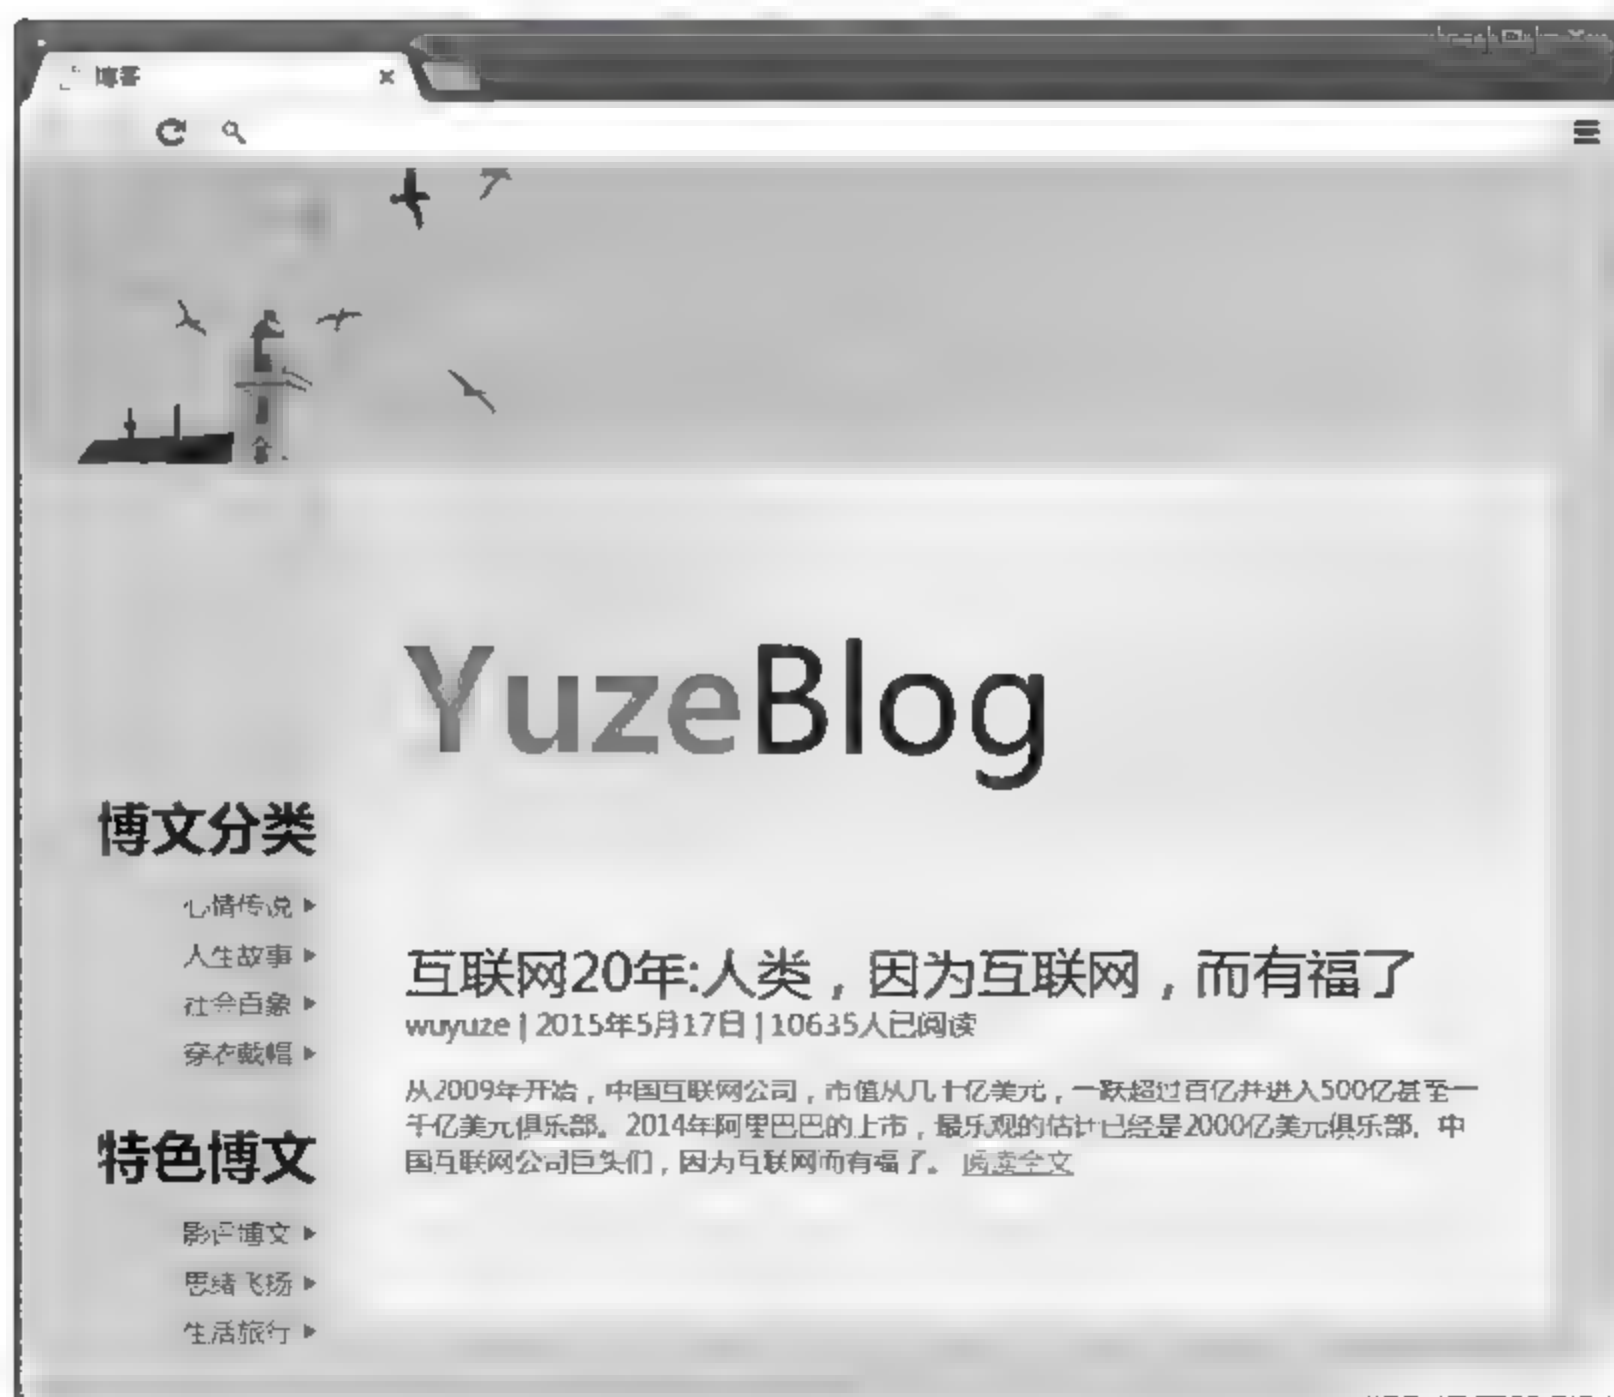 博客
YuzeBlog
博文分类
心情传说
人生故事
社会百象
穿衣戴帽
特色博文
影评博文
思绪飞扬
生活旅行
互联网20年:人类，因为互联网，而有福了
wuyuze | 2015年5月17日 | 10635人已阅读
从2009年开始，中国互联网公司，市值从几十亿美元，一跃超过百亿并进入500亿甚至一
千亿美元俱乐部。2014年阿里巴巴的上市，最乐观的估计已经是2000亿美元俱乐部. 中
国互联网公司巨头们，因为互联网而有福了。 阅读全文